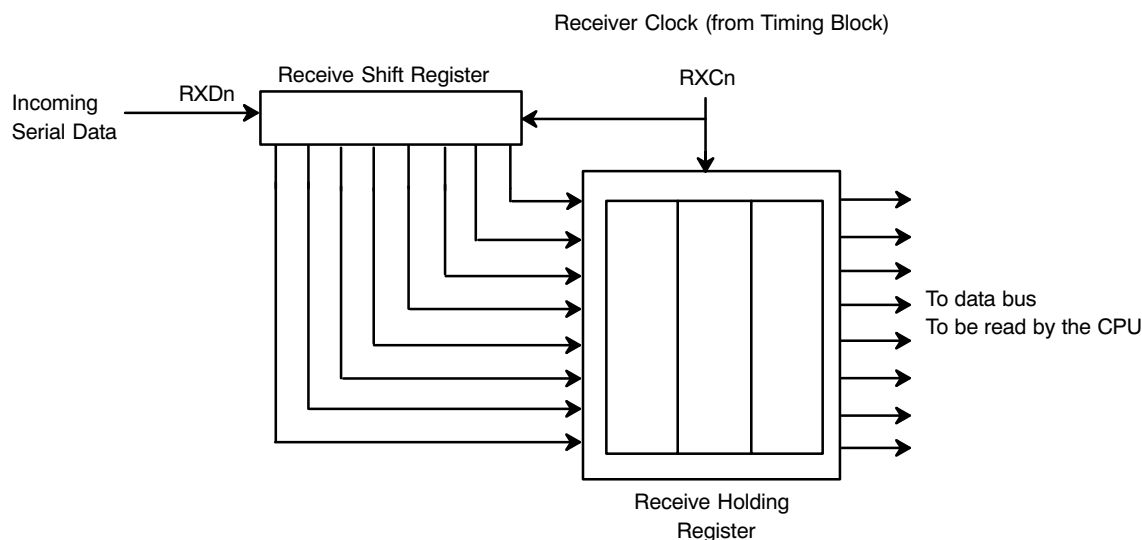 Receiver Clock (from Timing Block)
Receive Shift Register
RXCn
RXDn
Incoming
Serial Data
To data bus
To be read by the CPU
Receive Holding
Register